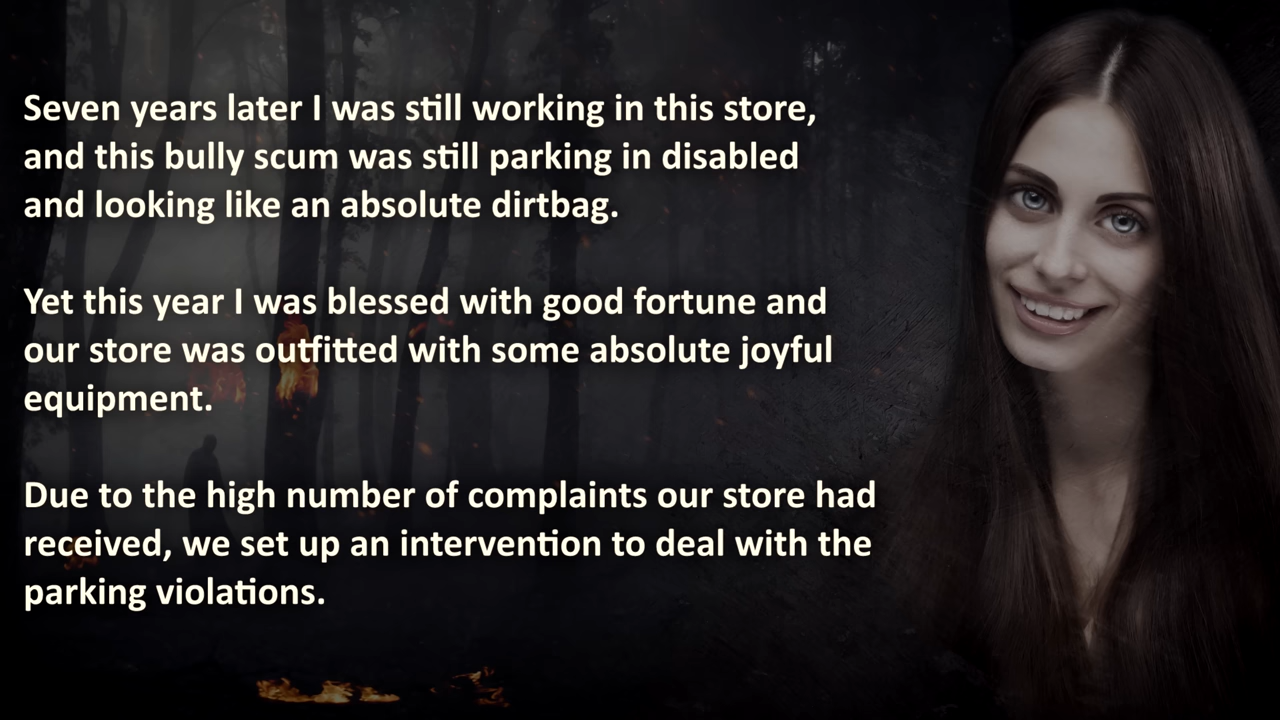 Seven years later I was still working in this store,
and this bully scum was still parking in disabled
and looking like an absolute dirtbag.
Yet this year I was blessed with good fortune and
our store was outfitted with some absolute joyful
equipment.
Due to the high number of complaints our store had
received, we set up an intervention to deal with the
parking violations.